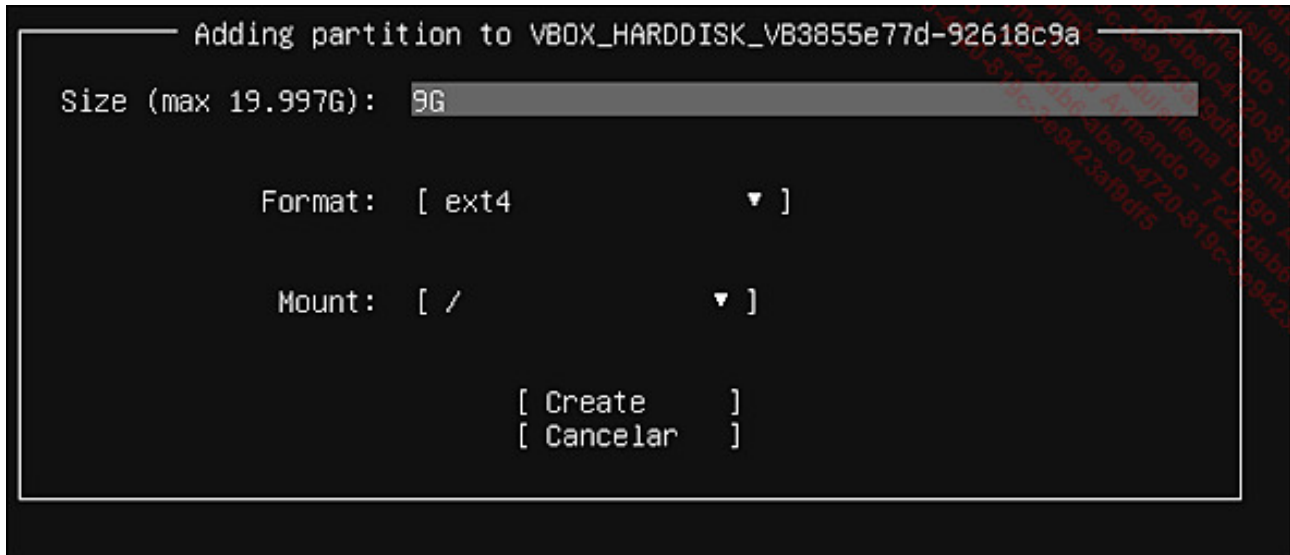 Adding partition to VBOX_HARDDISK_VB3855e77d-92618c9a
Size (max 19.997G): 9G
Format: [ ext4 ▾ ]
Mount: [ / ▾ ]
[ Create ]
[ Cancelar ]